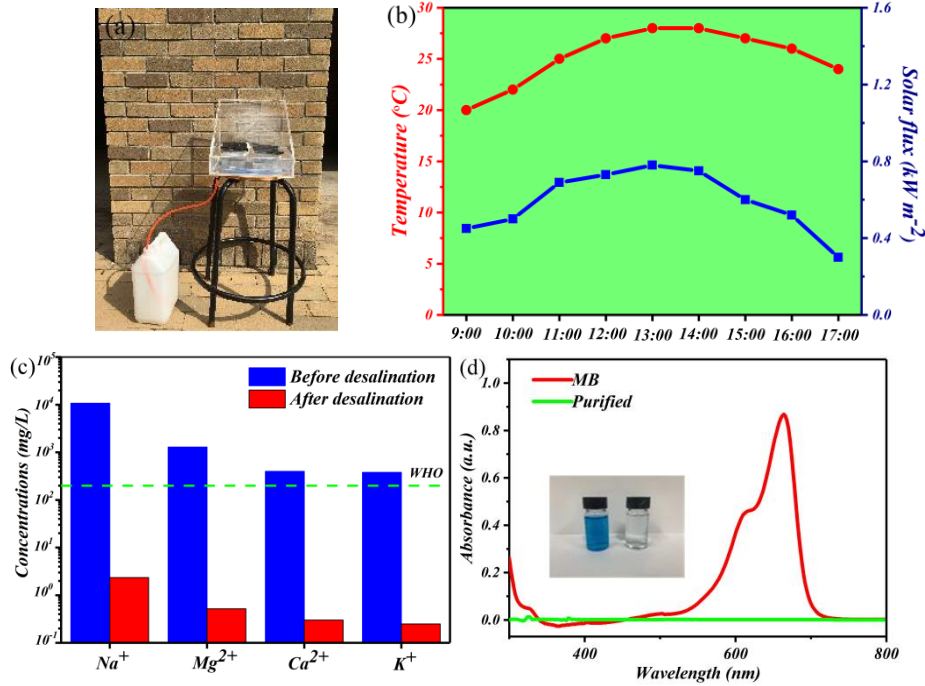 (a)
(b)
30
25
20
15
10
5
0
Temperature (°C)
1.6
1.2
0.8
0.4
0.0
Solar flux (kW m⁻²)
9:00 10:00 11:00 12:00 13:00 14:00 15:00 16:00 17:00
(c)
10⁵
10⁴
10³
10²
10¹
10⁰
10⁻¹
Concentrations (mg/L)
Before desalination
After desalination
WHO
Na⁺ Mg²⁺ Ca²⁺ K⁺
(d)
1.0
0.8
0.6
0.4
0.2
0.0
Absorbance (a.u.)
MB
Purified
400 600 800
Wavelength (nm)